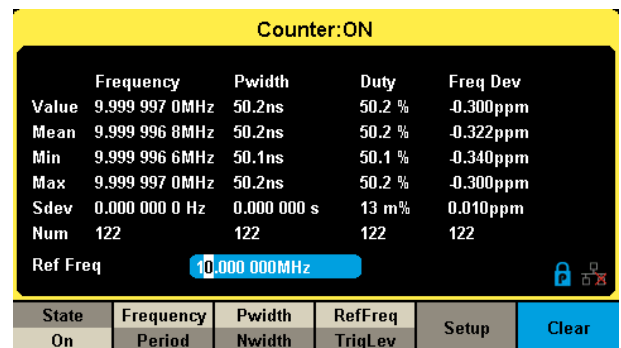 Counter:ON
Frequency Pwidth Duty Freq Dev
Value 9.999 997 0MHz 50.2ns 50.2 % -0.300ppm
Mean 9.999 996 8MHz 50.2ns 50.2 % -0.322ppm
Min 9.999 996 6MHz 50.1ns 50.1 % -0.340ppm
Max 9.999 997 0MHz 50.2ns 50.2 % -0.300ppm
Sdev 0.000 000 0 Hz 0.000 000 s 13 m% 0.010ppm
Num 122 122 122 122
Ref Freq 10.000 000MHz
State Frequency Pwidth RefFreq Setup Clear
On Period Nwidth TrigLev